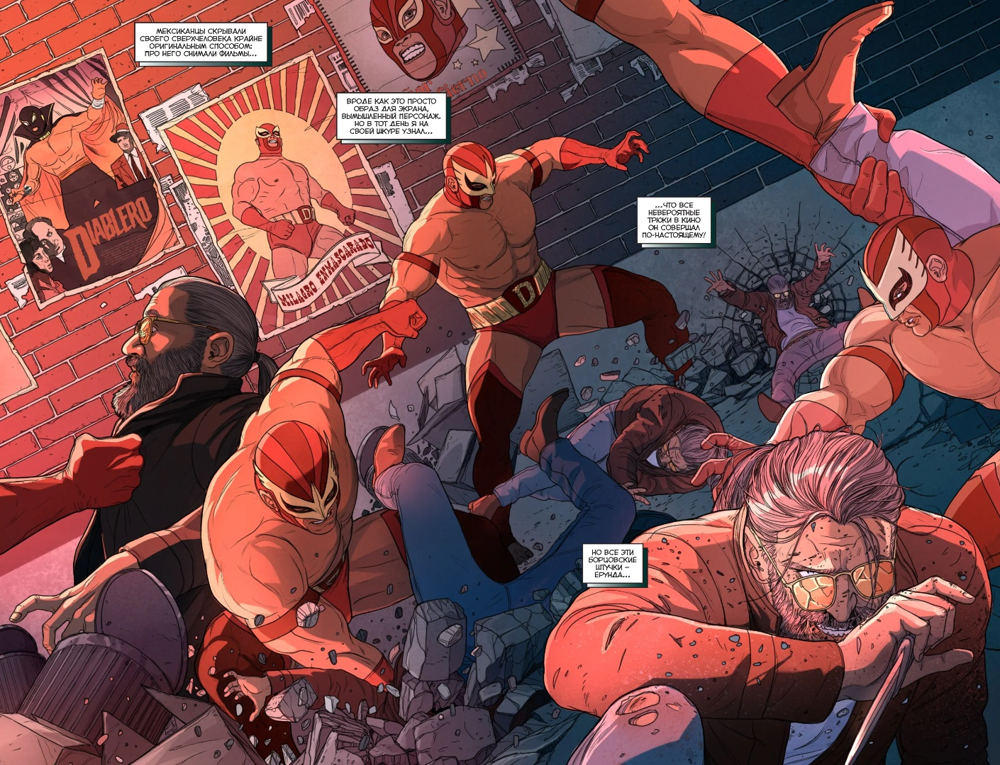 МЕКСИКАНЦЫ СКРЫВАЛИ
СВОЕГО СВЕРХЧЕЛОВЕКА КРАЙНЕ
ОРИГИНАЛЬНЫМ СПОСОБОМ:
ПРО НЕГО СНИМАЛИ ФИЛЬМЫ...
ВРОДЕ КАК ЭТО ПРОСТО
ОБРАЗ ДЛЯ ЭКРАНА,
ВЫМЫШЛЕННЫЙ ПЕРСОНАЖ.
НО В ТОТ ДЕНЬ Я НА
СВОЕЙ ШКУРЕ УЗНАЛ...
DIABLERO
MILAGRO ENMASCARADO
D
D
...ЧТО ВСЕ
НЕВЕРОЯТНЫЕ
ТРЮКИ В КИНО
ОН СОВЕРШАЛ
ПО-НАСТОЯЩЕМУ!
НО ВСЕ ЭТИ
БОРЦОВСКИЕ
ШТУЧКИ –
ЕРУНДА...